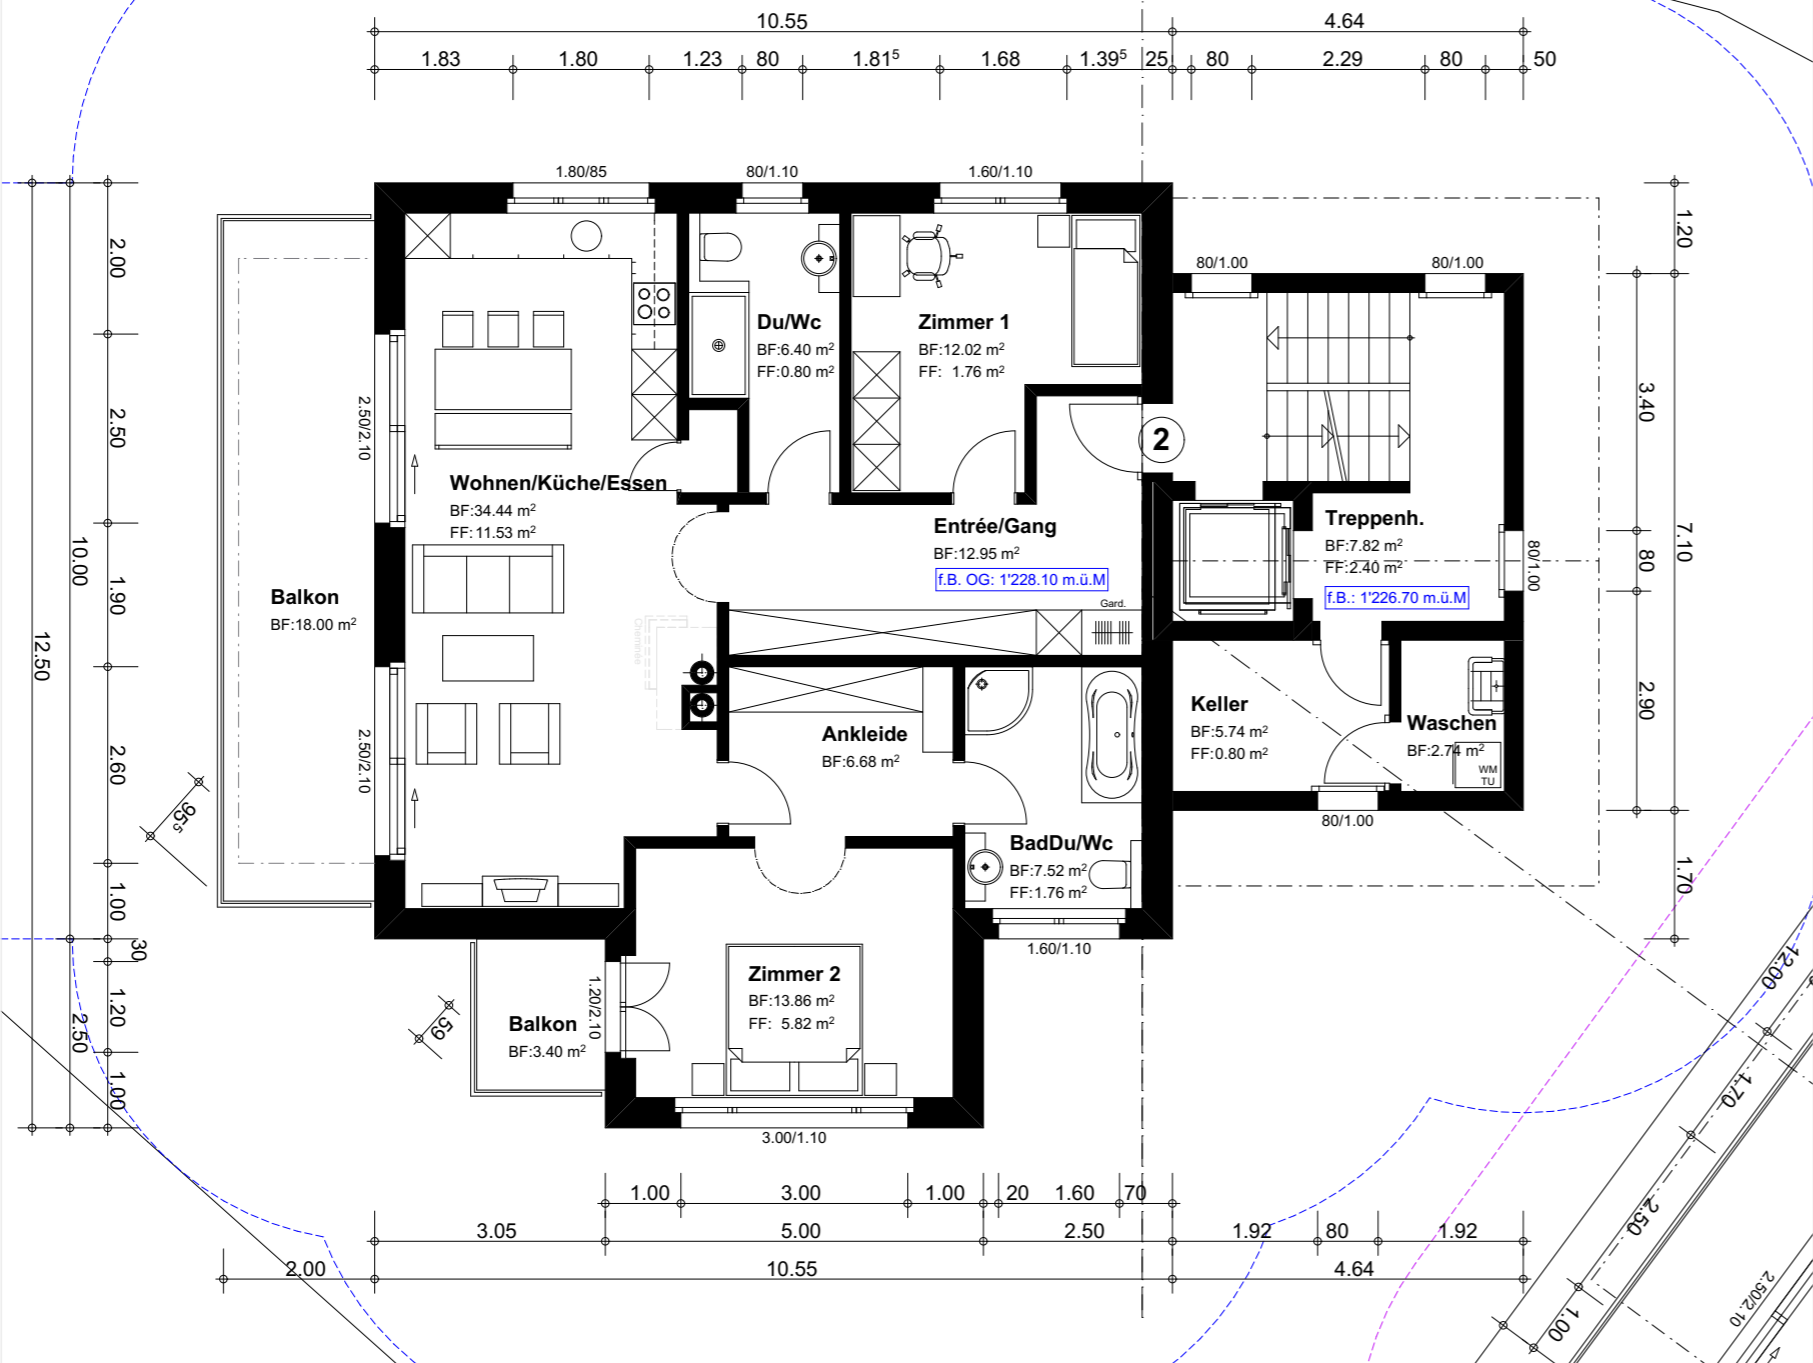 10.55
4.64
1.83
1.80
1.23
80
1.81⁵
1.68
1.39⁵
25
80
2.29
80
50
1.80/85
80/1.10
1.60/1.10
80/1.00
80/1.00
2.00
2.50
1.90
2.60
1.00
30
1.20
1.00
10.00
2.50
12.50
95⁵
59
1.20
7.10
1.70
3.40
80
2.90
Du/Wc
BF:6.40 m²
FF:0.80 m²
Zimmer 1
BF:12.02 m²
FF: 1.76 m²
2.50/2.10
Wohnen/Küche/Essen
BF:34.44 m²
FF:11.53 m²
2
Entrée/Gang
BF:12.95 m²
f.B. OG: 1'228.10 m.ü.M
Gard.
Treppenh.
BF:7.82 m²
FF:2.40 m²
f.B.: 1'226.70 m.ü.M
80/1.00
Balkon
BF:18.00 m²
Cheminée
2.50/2.10
Ankleide
BF:6.68 m²
Keller
BF:5.74 m²
FF:0.80 m²
Waschen
BF:2.74 m²
WM
TU
80/1.00
BadDu/Wc
BF:7.52 m²
FF:1.76 m²
1.60/1.10
Zimmer 2
BF:13.86 m²
FF: 5.82 m²
1.20/2.10
Balkon
BF:3.40 m²
3.00/1.10
12.00
1.70
2.50
1.00
2.50/2.10
1.00
3.00
1.00
20
1.60
70
3.05
5.00
2.50
1.92
80
1.92
2.00
10.55
4.64